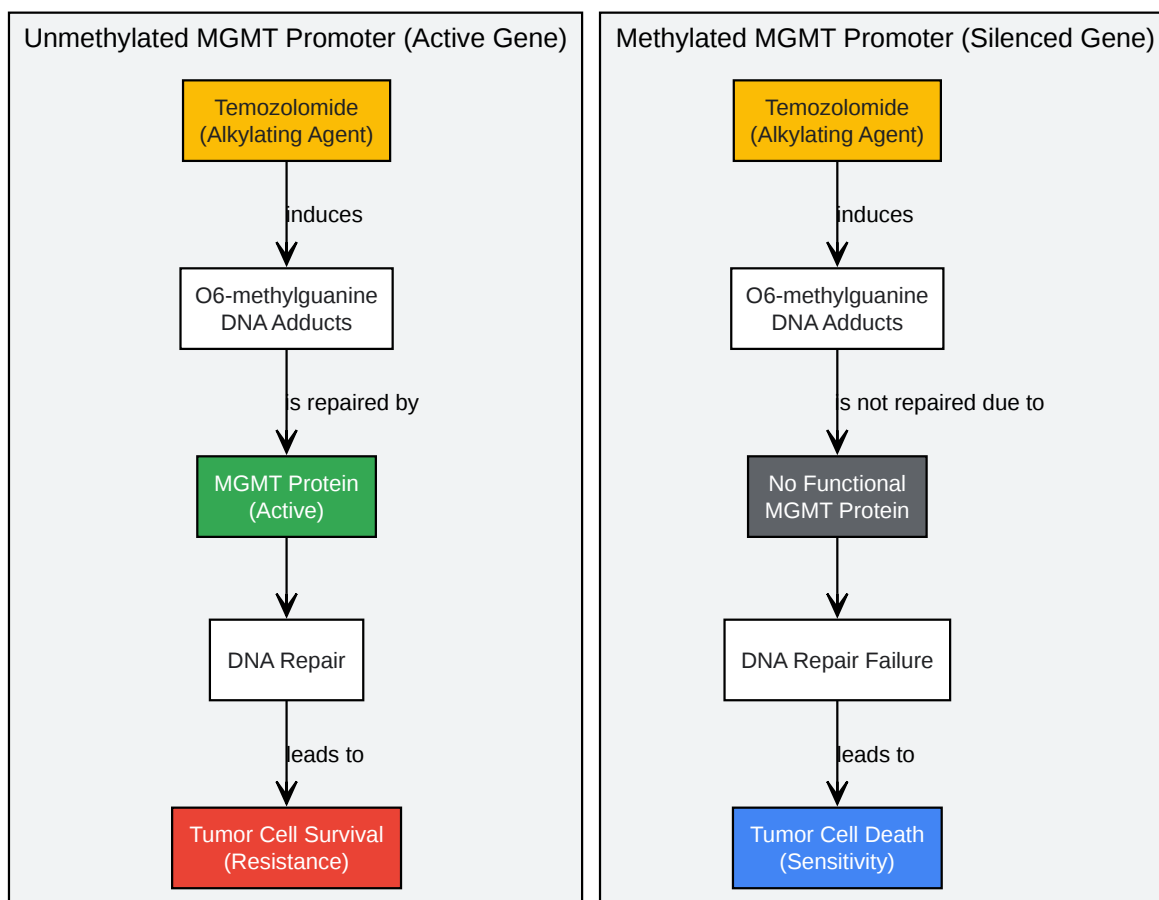 Unmethylated MGMT Promoter (Active Gene)
Temozolomide
(Alkylating Agent)
induces
O6-methylguanine
DNA Adducts
is repaired by
MGMT Protein
(Active)
DNA Repair
leads to
Tumor Cell Survival
(Resistance)
Methylated MGMT Promoter (Silenced Gene)
Temozolomide
(Alkylating Agent)
induces
O6-methylguanine
DNA Adducts
is not repaired due to
No Functional
MGMT Protein
DNA Repair Failure
leads to
Tumor Cell Death
(Sensitivity)